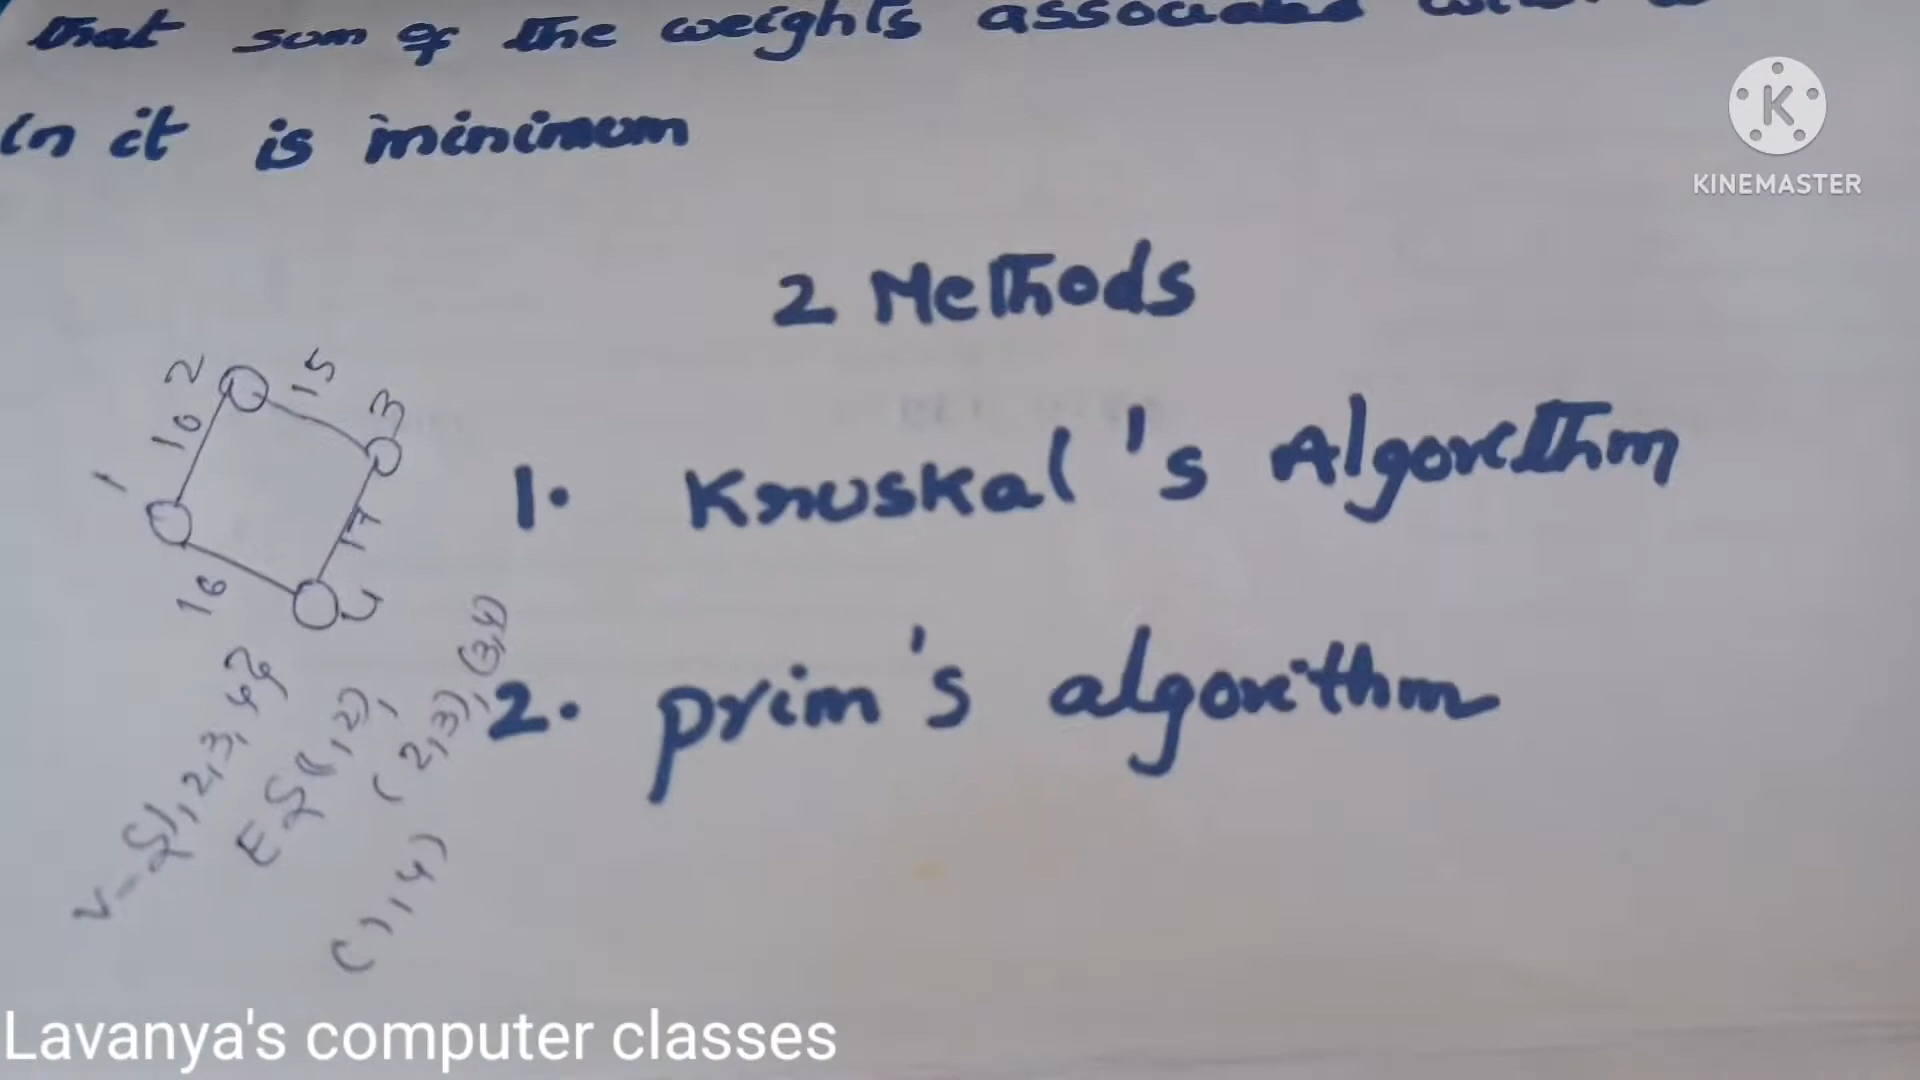 that sum of the weights associated
in it is minimum
K
KINEMASTER
2 Methods
2
15
10
3
1
1. Kruskal's Algorithm
17
16
4
2. prim's algorithm
V - {1,2,3,4}
E {(1,2),
(2,3),(3,4)
(1,4)
Lavanya's computer classes